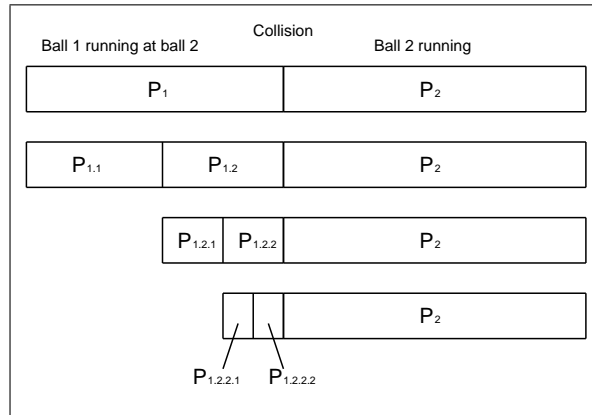 Collision
Ball 1 running at ball 2 Ball 2 running
P1 P2
P1.1 P1.2 P2
P1.2.1 P1.2.2 P2
P2
P1.2.2.1 P1.2.2.2